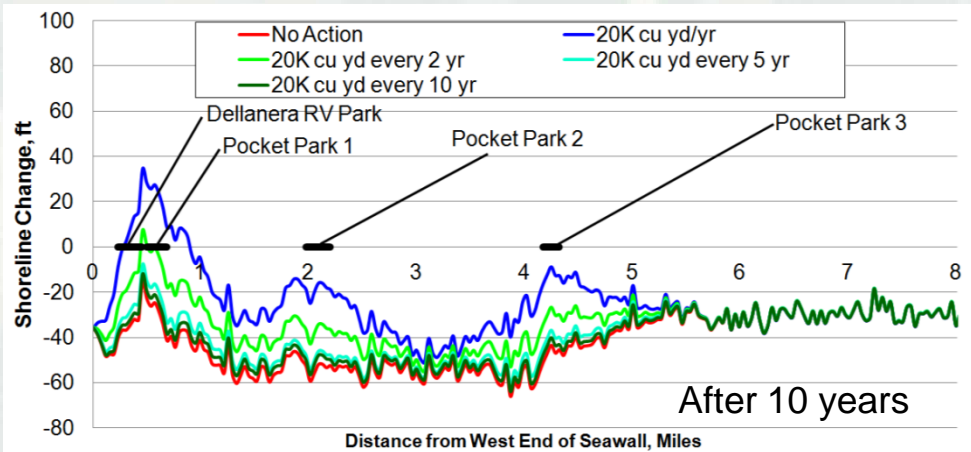 No Action
20K cu yd/yr
20K cu yd every 2 yr
20K cu yd every 5 yr
20K cu yd every 10 yr
Dellanera RV Park
Pocket Park 1
Pocket Park 2
Pocket Park 3
Shoreline Change, ft
100
80
60
40
20
0
-20
-40
-60
-80
0 1 2 3 4 5 6 7 8
After 10 years
Distance from West End of Seawall, Miles